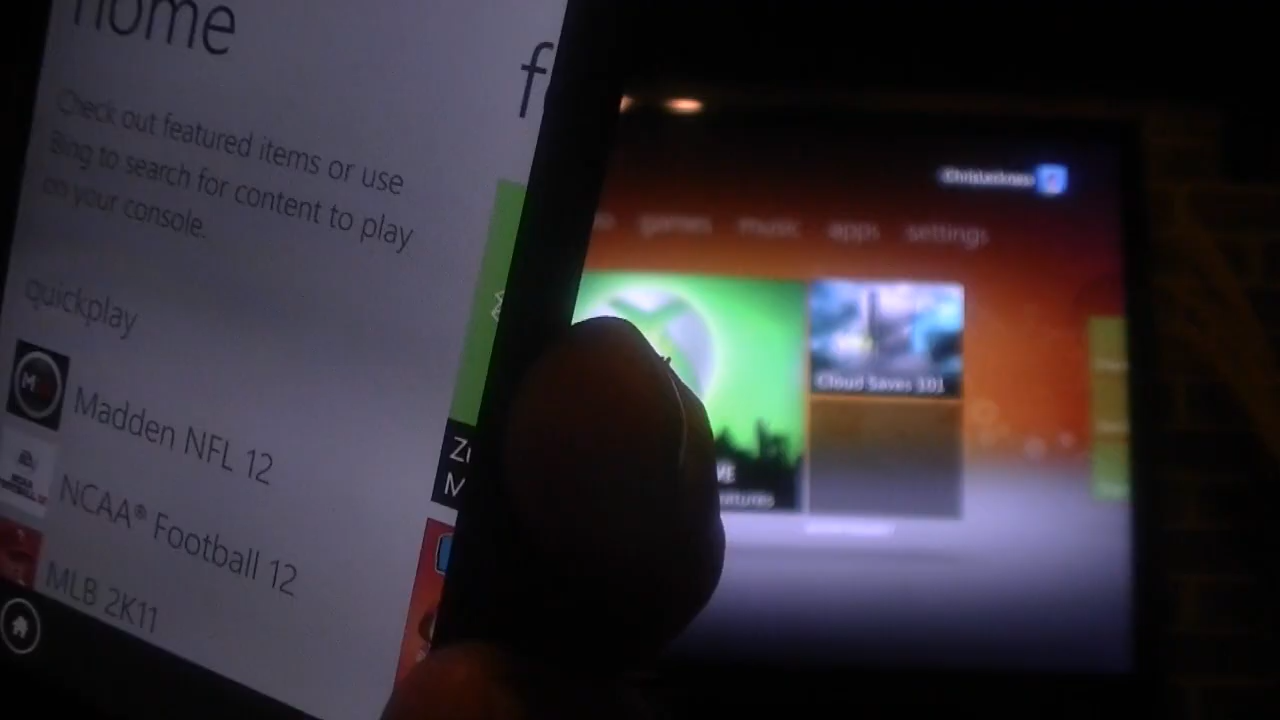 home
f
Check out featured items or use
Bing to search for content to play
on your console.
quickplay
Madden NFL 12
NCAA® Football 12
MLB 2K11
M
games
music
apps
settings
Cloud Saves 101